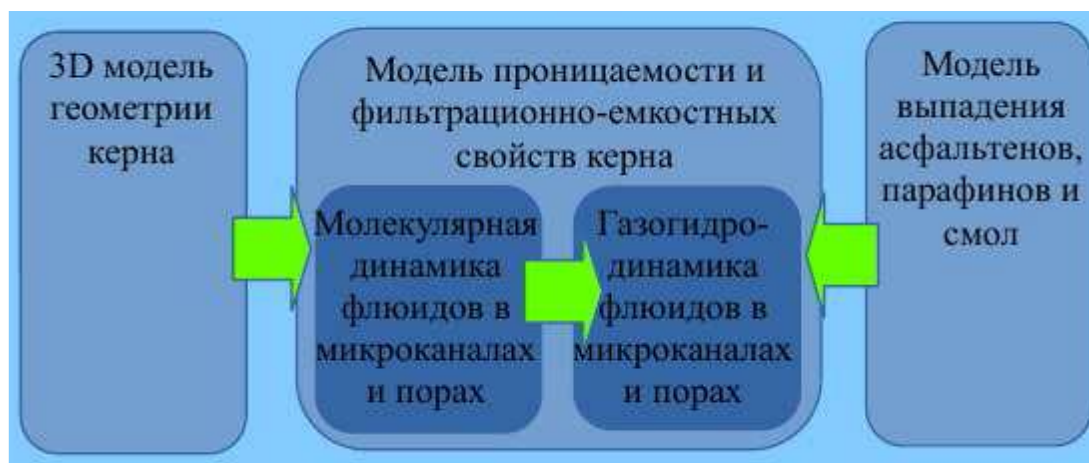 3D модель
геометрии
керна
Модель проницаемости и
фильтрационно-емкостных
свойств керна
Молекулярная
динамика
флюидов в
микроканалах
и порах
Газогидро-
динамика
флюидов в
микроканалах
и порах
Модель
выпадения
асфальтенов,
парафинов и
смол